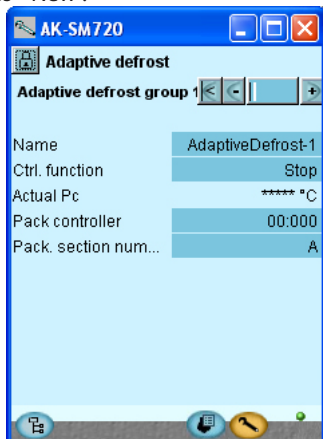 AK-SM720
Adaptive defrost
Adaptive defrost group 1
Name AdaptiveDefrost-1
Ctrl. function Stop
Actual Pc ***** °C
Pack controller 00:000
Pack. section num... A